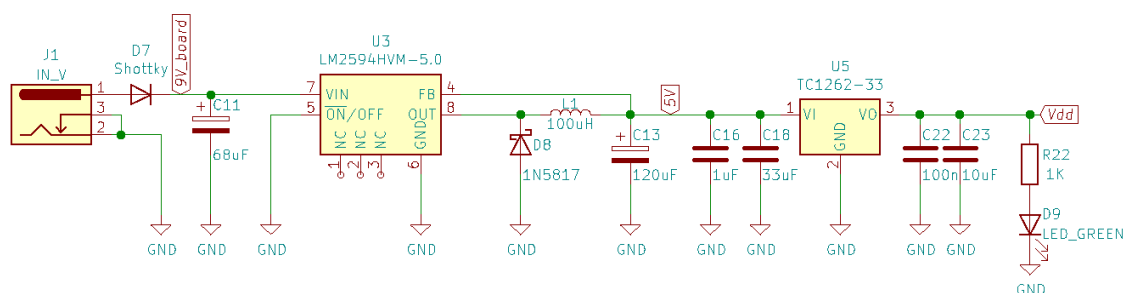 J1
IN_V
1
3
2
D7
Shottky
9V_board
C11
68uF
GND
GND
GND
U3
LM2594HVM-5.0
7
VIN
5
ON/OFF
NC
NC
NC
1
2
3
FB
4
OUT
8
GND
6
GND
D8
1N5817
GND
L1
100uH
C13
120uF
GND
5V
C16
1uF
GND
C18
33uF
GND
U5
TC1262-33
1
VI
VO
3
GND
2
GND
C22
100n
GND
C23
10uF
GND
Vdd
R22
1K
D9
LED_GREEN
GND